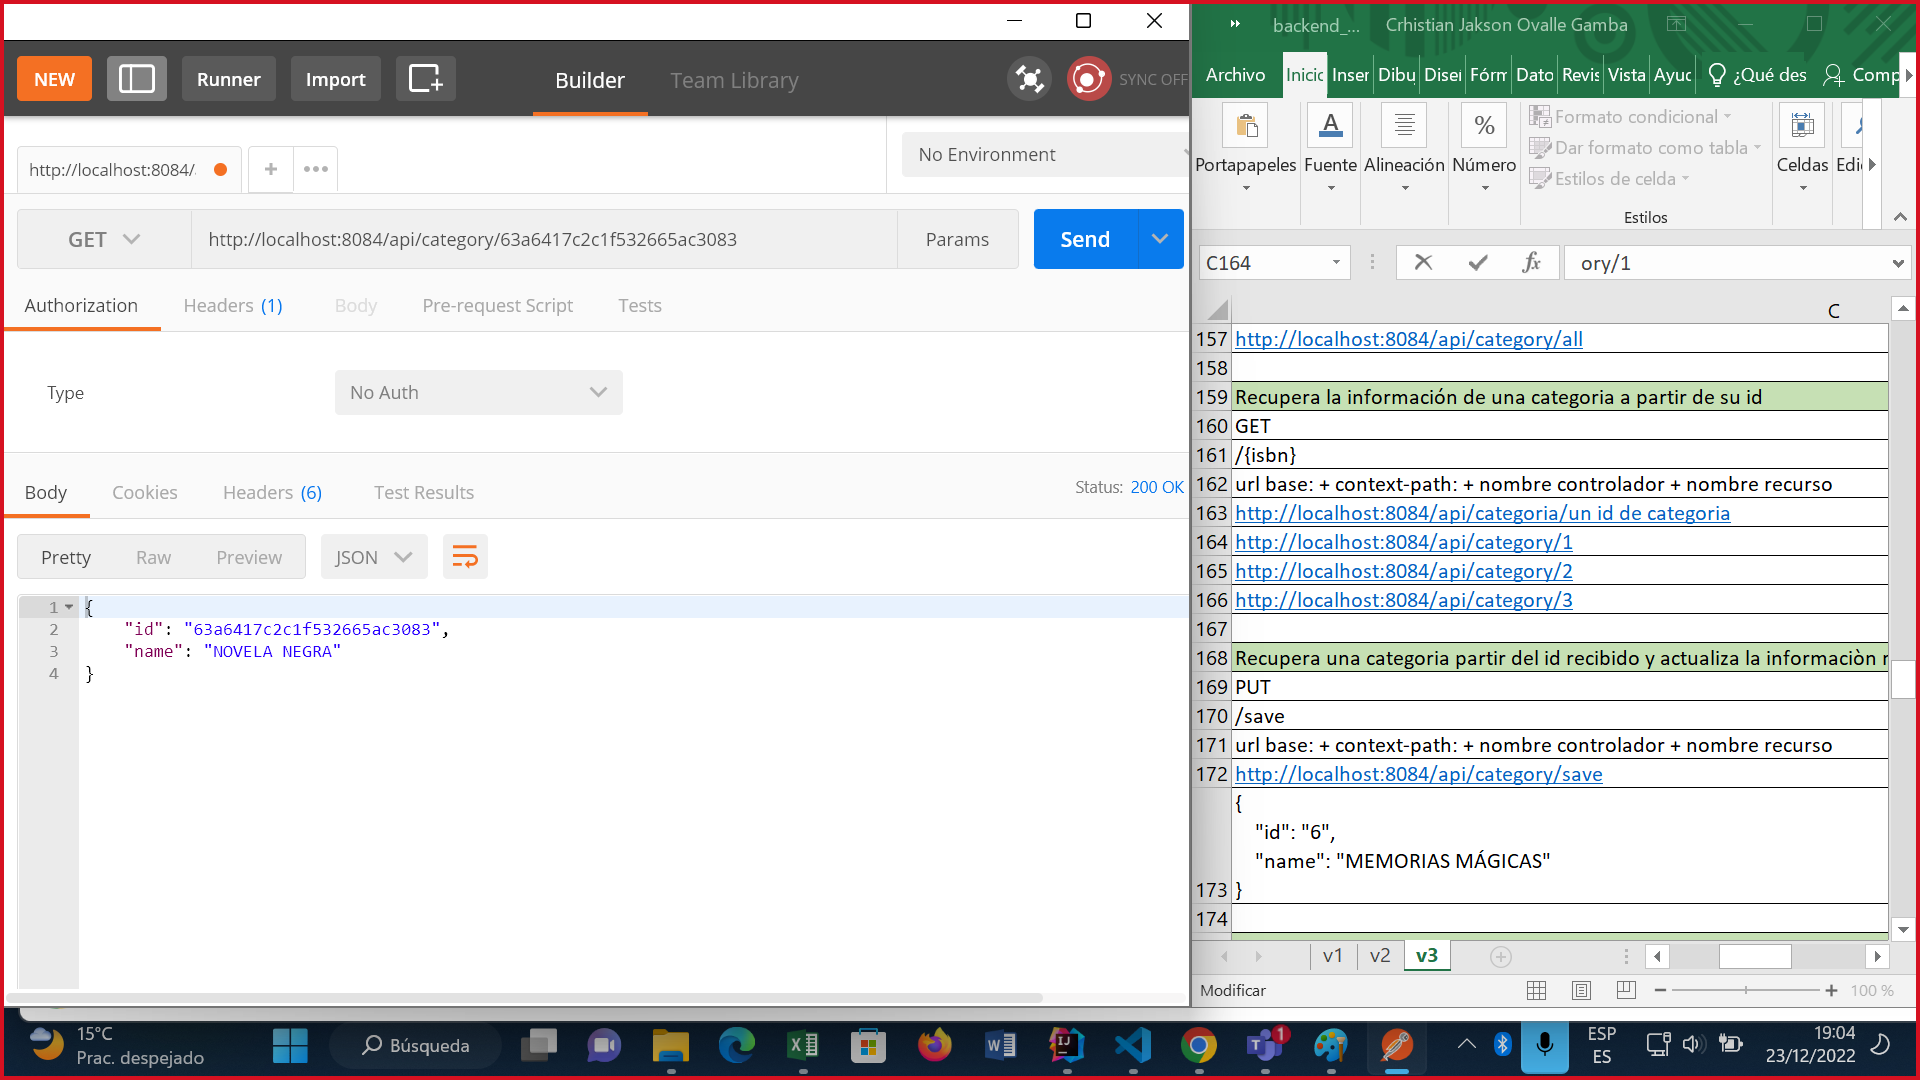 NEW
Runner
Import
Builder
Team Library
SYNC OFF
http://localhost:8084/
No Environment
GET
http://localhost:8084/api/category/63a6417c2c1f532665ac3083
Params
Send
Authorization
Headers (1)
Body
Pre-request Script
Tests
Type
No Auth
Body
Cookies
Headers (6)
Test Results
Status: 200 OK
Pretty
Raw
Preview
JSON
1 {
2 "id": "63a6417c2c1f532665ac3083",
3 "name": "NOVELA NEGRA"
4 }
backend_...
Crhistian Jakson Ovalle Gamba
Archivo
Inicio
Inser
Dibu
Disei
Fórm
Dato
Revis
Vista
Ayuc
¿Qué des
Comp
Portapapeles
Fuente
Alineación
Número
Formato condicional
Dar formato como tabla
Estilos de celda
Estilos
Celdas
Edi
C164
fx
ory/1
C
157 http://localhost:8084/api/category/all
158
159 Recupera la información de una categoria a partir de su id
160 GET
161 /{isbn}
162 url base: + context-path: + nombre controlador + nombre recurso
163 http://localhost:8084/api/categoria/un id de categoria
164 http://localhost:8084/api/category/1
165 http://localhost:8084/api/category/2
166 http://localhost:8084/api/category/3
167
168 Recupera una categoria partir del id recibido y actualiza la informaciòn r
169 PUT
170 /save
171 url base: + context-path: + nombre controlador + nombre recurso
172 http://localhost:8084/api/category/save
{
"id": "6",
"name": "MEMORIAS MÁGICAS"
173 }
174
v1
v2
v3
Modificar
100 %
15°C
Prac. despejado
Búsqueda
1
ESP
ES
19:04
23/12/2022